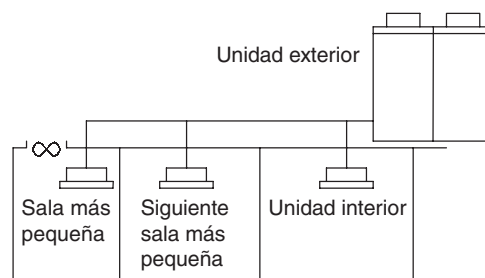 Unidad exterior
Sala más
pequeña
Siguiente
sala más
pequeña
Unidad interior